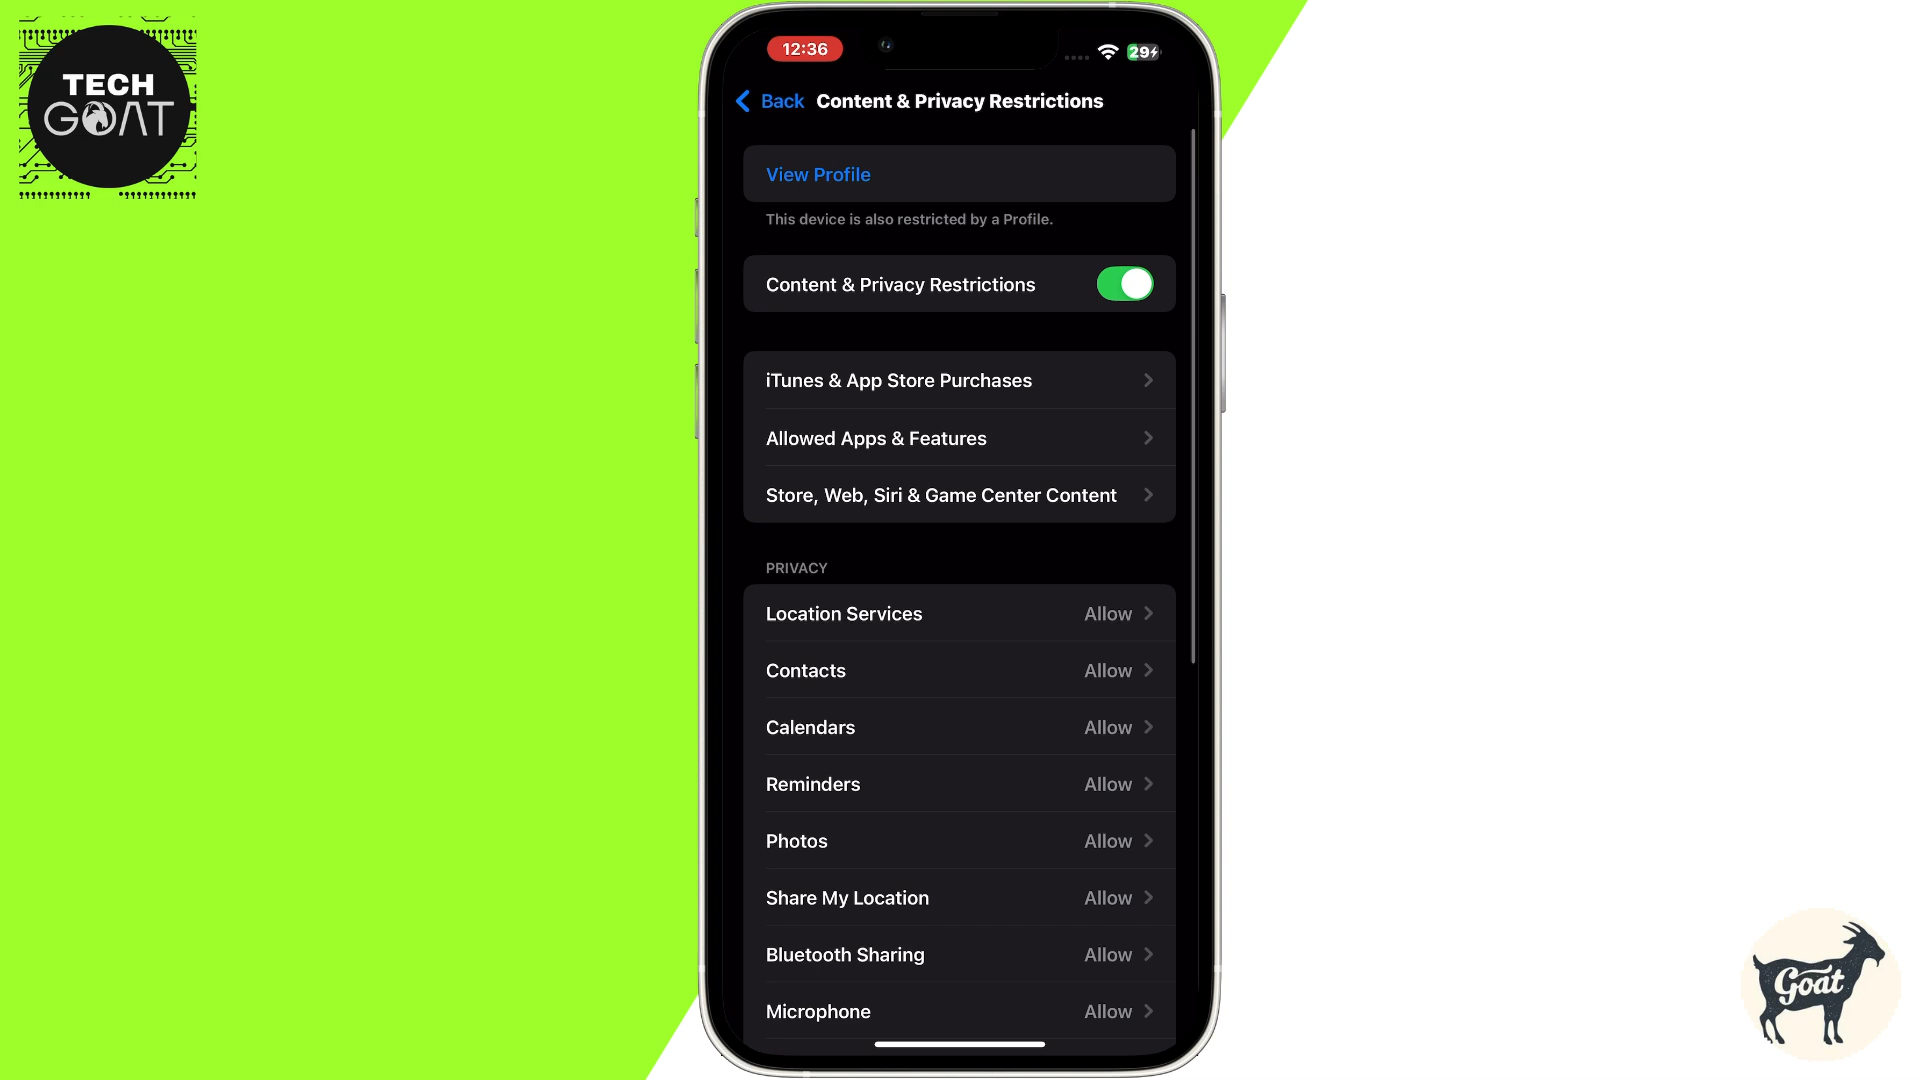 TECH
GOAT
12:36
29
Back Content & Privacy Restrictions
View Profile
This device is also restricted by a Profile.
Content & Privacy Restrictions
iTunes & App Store Purchases
Allowed Apps & Features
Store, Web, Siri & Game Center Content
PRIVACY
Location Services Allow
Contacts Allow
Calendars Allow
Reminders Allow
Photos Allow
Share My Location Allow
Bluetooth Sharing Allow
Microphone Allow
Goat